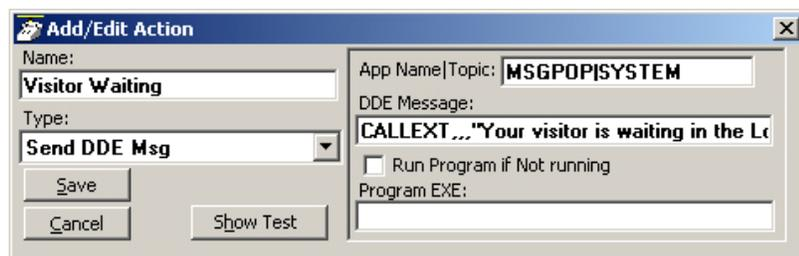 Add/Edit Action
Name:
Visitor Waiting
Type:
Send DDE Msg
Save
Cancel
Show Test
App Name|Topic: MSGPOP|SYSTEM
DDE Message:
CALLEXT,,,"Your visitor is waiting in the
Run Program if Not running
Program EXE: